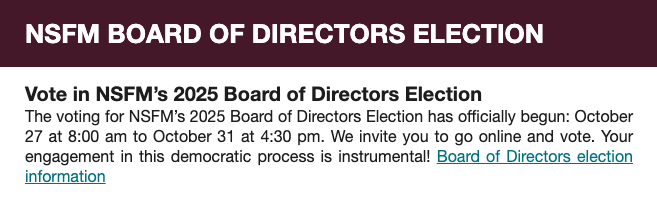 NSFM BOARD OF DIRECTORS ELECTION
Vote in NSFM's 2025 Board of Directors Election
The voting for NSFM's 2025 Board of Directors Election has officially begun: October
27 at 8:00 am to October 31 at 4:30 pm. We invite you to go online and vote. Your
engagement in this democratic process is instrumental! Board of Directors election
information